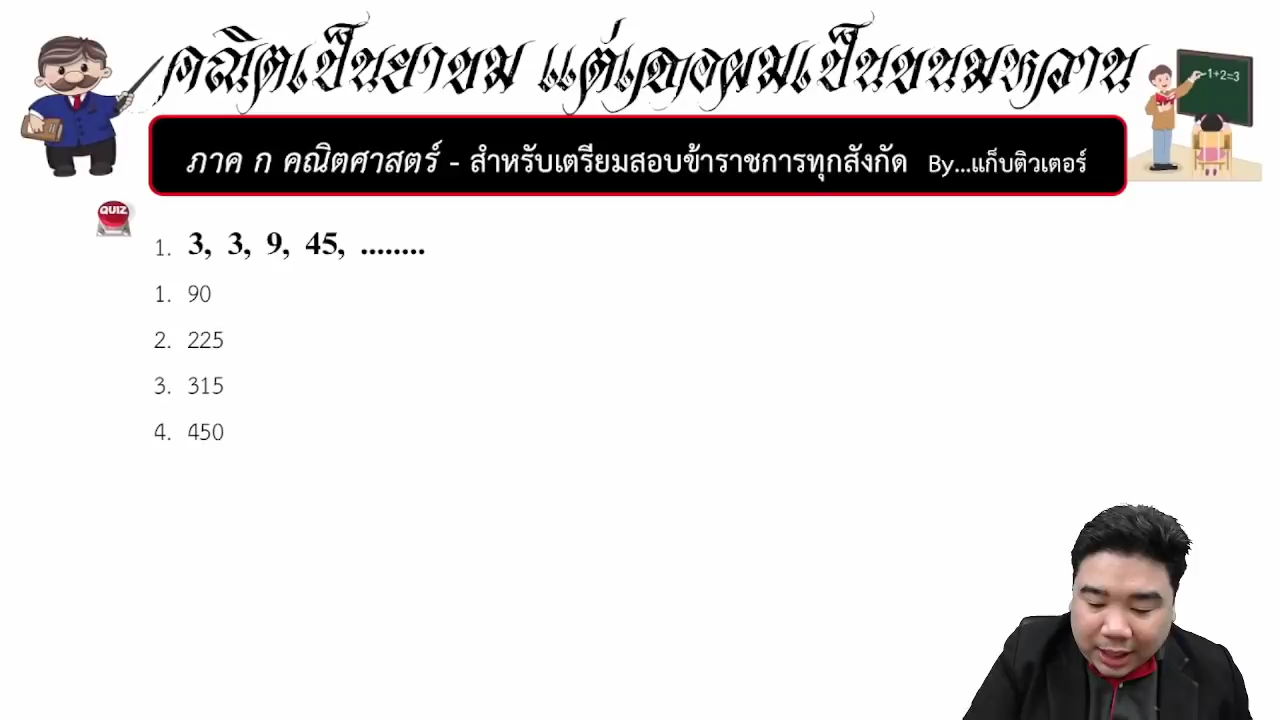 คณิตเป็นยาขม แต่เถอผมเป็นขนมหวาน
1+2=3
ภาค ก คณิตศาสตร์ - สำหรับเตรียมสอบข้าราชการทุกสังกัด By...แก็บติวเตอร์
QUIZ
1. 3, 3, 9, 45, ........
1. 90
2. 225
3. 315
4. 450